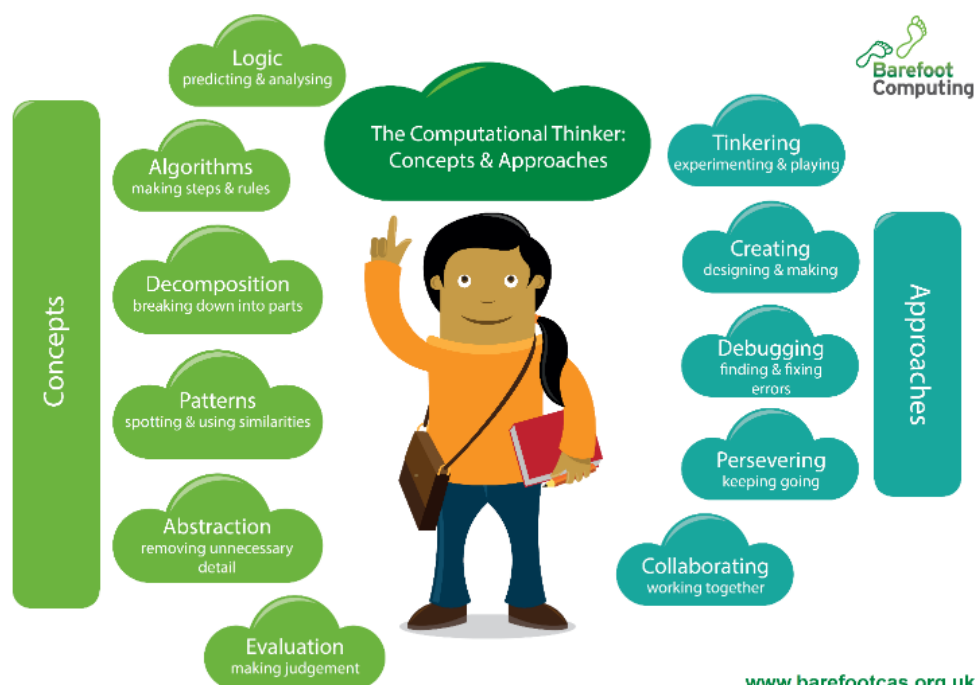 Logic
predicting & analysing
Barefoot
Computing
The Computational Thinker:
Concepts & Approaches
Concepts
Algorithms
making steps & rules
Decomposition
breaking down into parts
Patterns
spotting & using similarities
Abstraction
removing unnecessary
detail
Evaluation
making judgement
Tinkering
experimenting & playing
Creating
designing & making
Debugging
finding & fixing
errors
Persevering
keeping going
Collaborating
working together
Approaches
www.barefootcas.org.uk